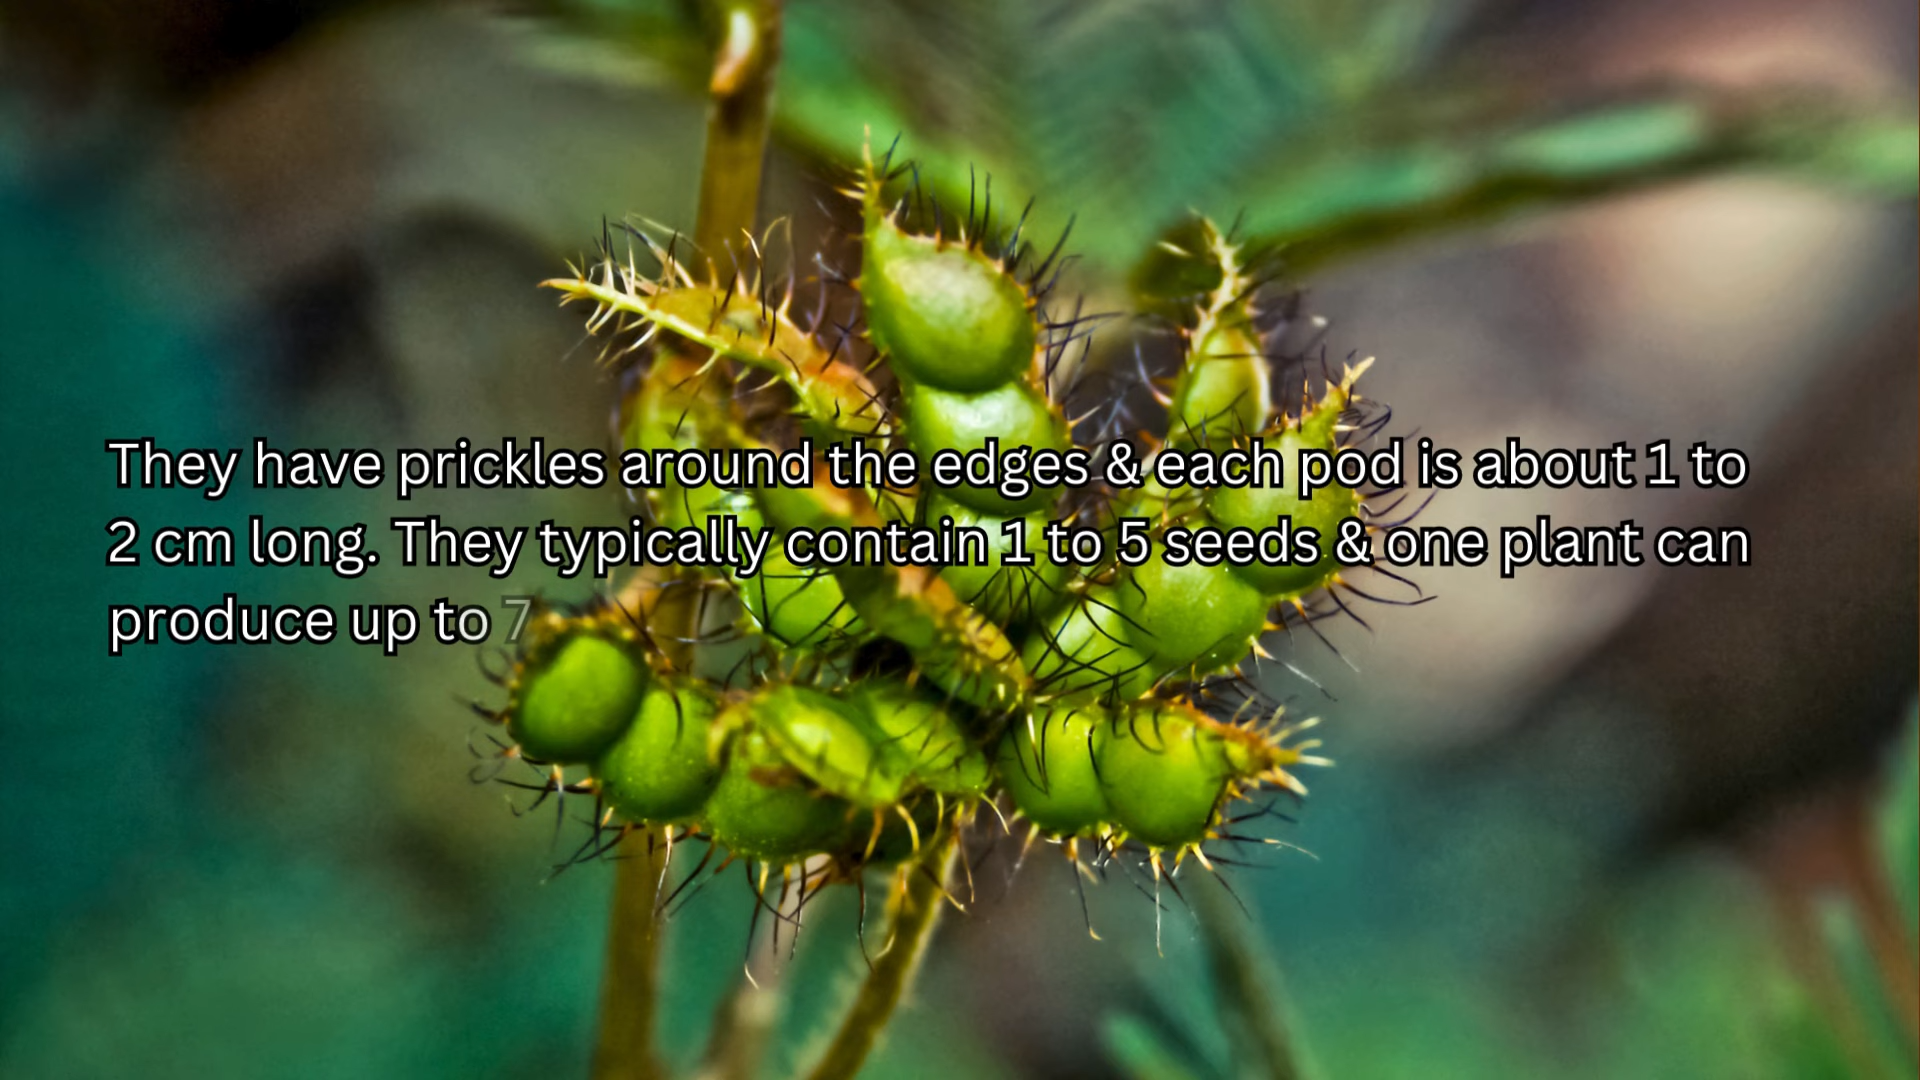 They have prickles around the edges & each pod is about 1 to
2 cm long. They typically contain 1 to 5 seeds & one plant can
produce up to 7